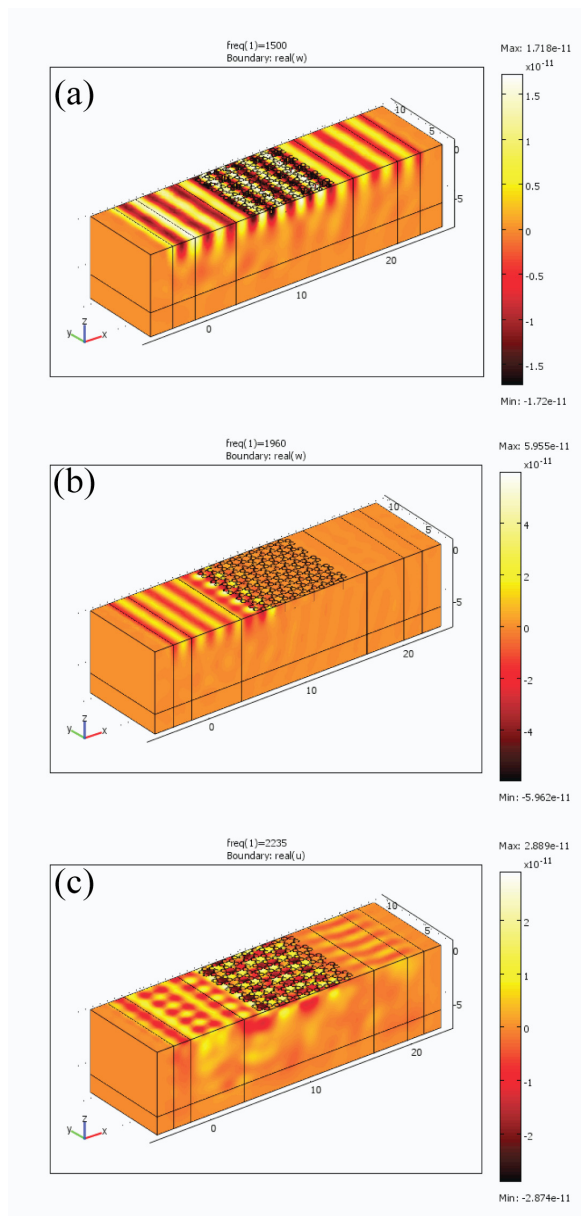 freq(1)=1500
Boundary: real(w)
Max: 1.718e-11
x10⁻¹¹
(a)
10
5
0
-5
20
10
0
z
y
x
1.5
1
0.5
0
-0.5
-1
-1.5
Min: -1.72e-11
freq(1)=1960
Boundary: real(w)
Max: 5.955e-11
x10⁻¹¹
(b)
10
5
0
-5
20
10
0
z
y
x
4
2
0
-2
-4
Min: -5.962e-11
freq(1)=2235
Boundary: real(u)
Max: 2.889e-11
x10⁻¹¹
(c)
10
5
0
-5
20
10
0
z
y
x
2
1
0
-1
-2
Min: -2.874e-11